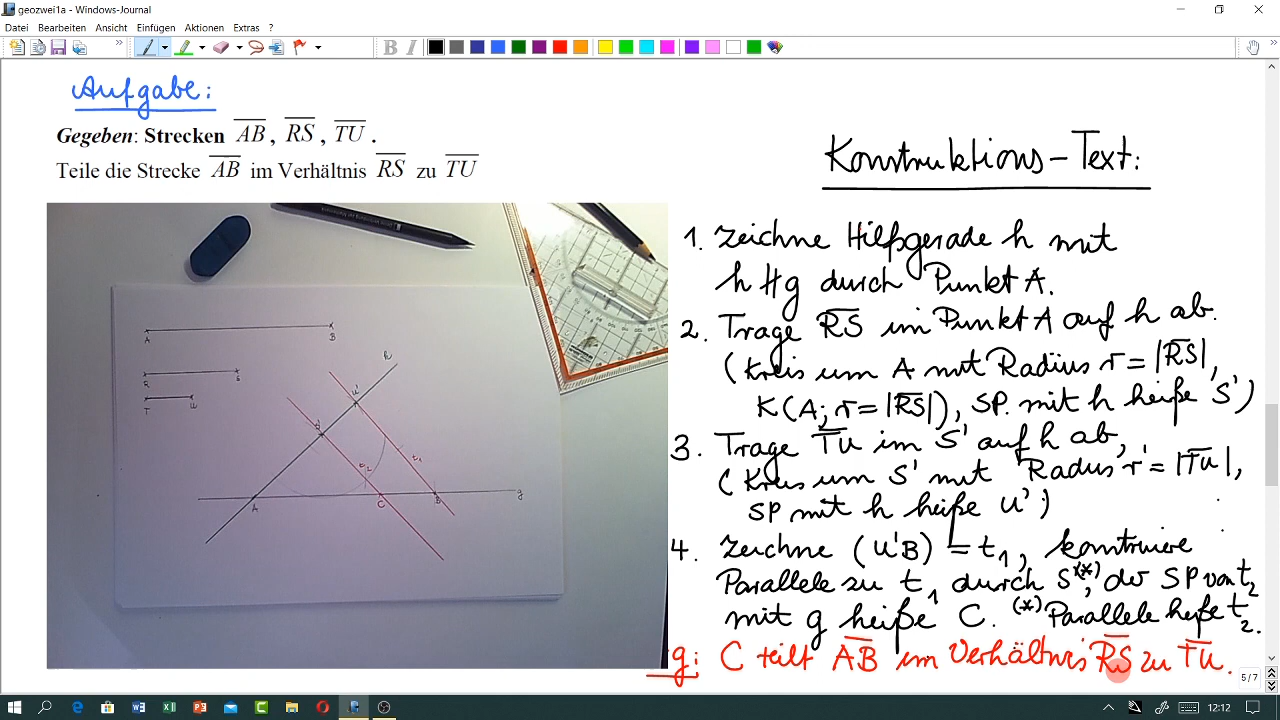 geozwei1a - Windows-Journal
Datei Bearbeiten Ansicht Einfügen Aktionen Extras ?
B I
Aufgabe:
Gegeben: Strecken AB, RS, TU.
Teile die Strecke AB im Verhältnis RS zu TU
A B
R S
T U
h
U'
S'
t2 t1
A C B g
Konstruktions-Text:
1. Zeichne Hilfsgerade h mit
h ∦ g durch Punkt A.
2. Trage RS im Punkt A auf h ab.
(Kreis um A mit Radius r = |RS|,
K(A; r = |RS|), SP. mit h heiße S')
3. Trage TU im S' auf h ab,
(Kreis um S' mit Radius r' = |TU|,
SP mit h heiße U')
4. Zeichne (U'B) = t1, konstruiere
Parallele zu t1 durch S'(*), der SP von t2
mit g heiße C. (*) Parallele heiße t2.
g: C teilt AB im Verhältnis RS zu TU.
5 / 7
12:12